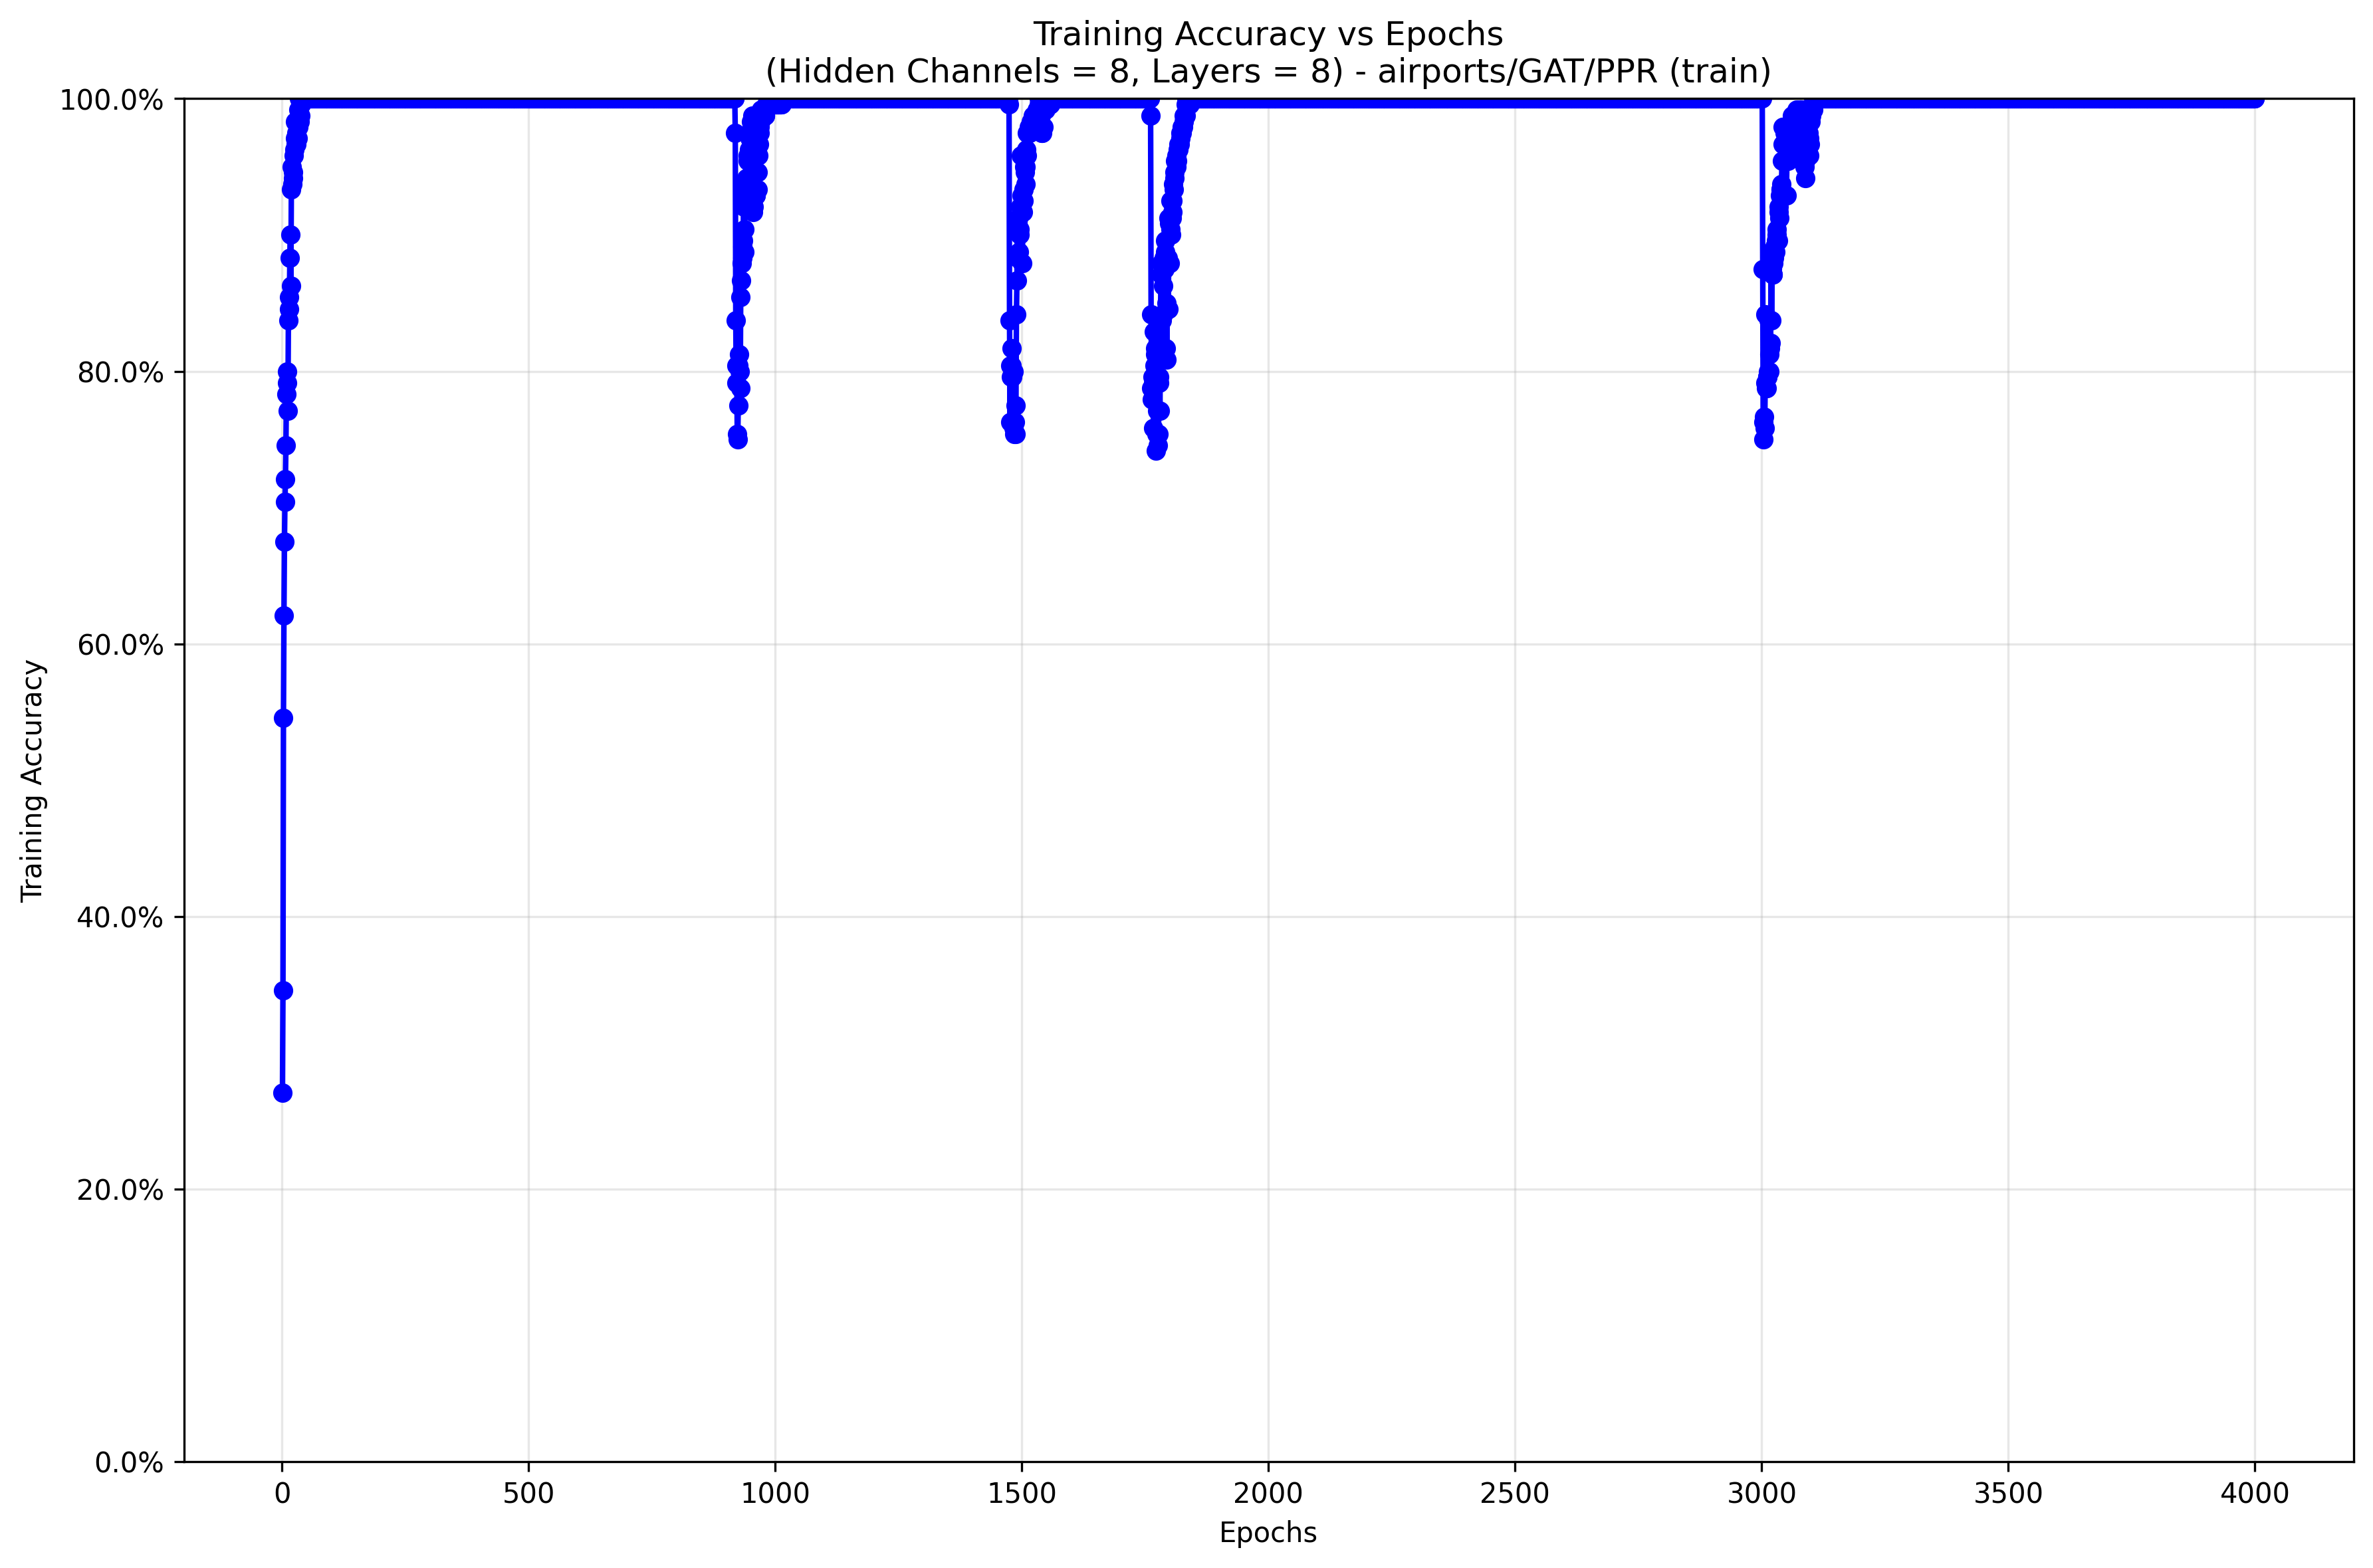 Training Accuracy vs Epochs
(Hidden Channels = 8, Layers = 8) - airports/GAT/PPR (train)
100.0%
80.0%
60.0%
40.0%
20.0%
0.0%
Training Accuracy
0 500 1000 1500 2000 2500 3000 3500 4000
Epochs